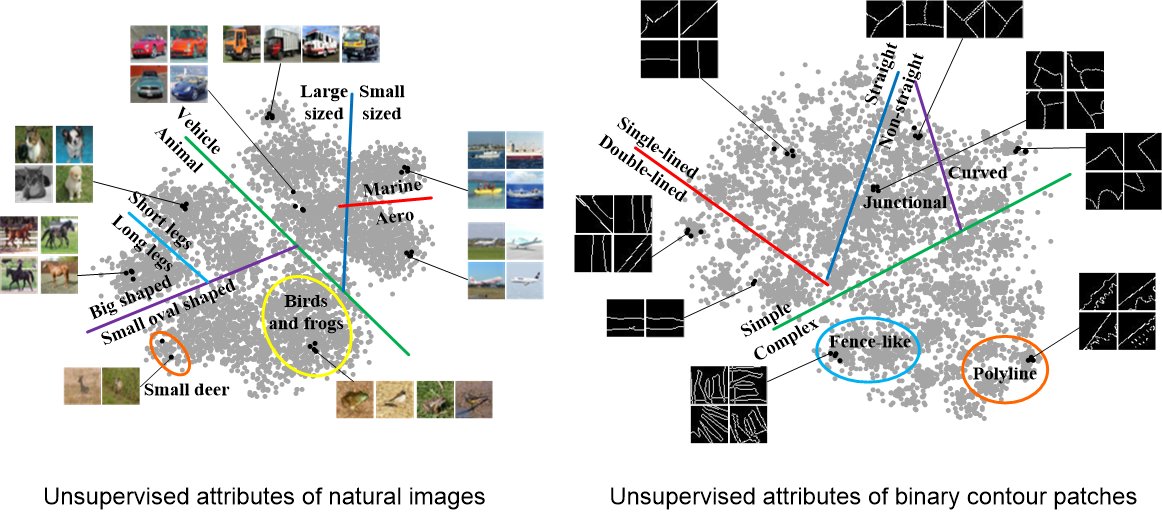 Large Small
sized sized
Vehicle
Animal
Marine
Aero
Short legs
Long legs
Big shaped
Small oval shaped
Birds
and frogs
Small deer
Unsupervised attributes of natural images
Straight
Non-straight
Single-lined
Double-lined
Curved
Junctional
Simple
Complex
Fence-like
Polyline
Unsupervised attributes of binary contour patches